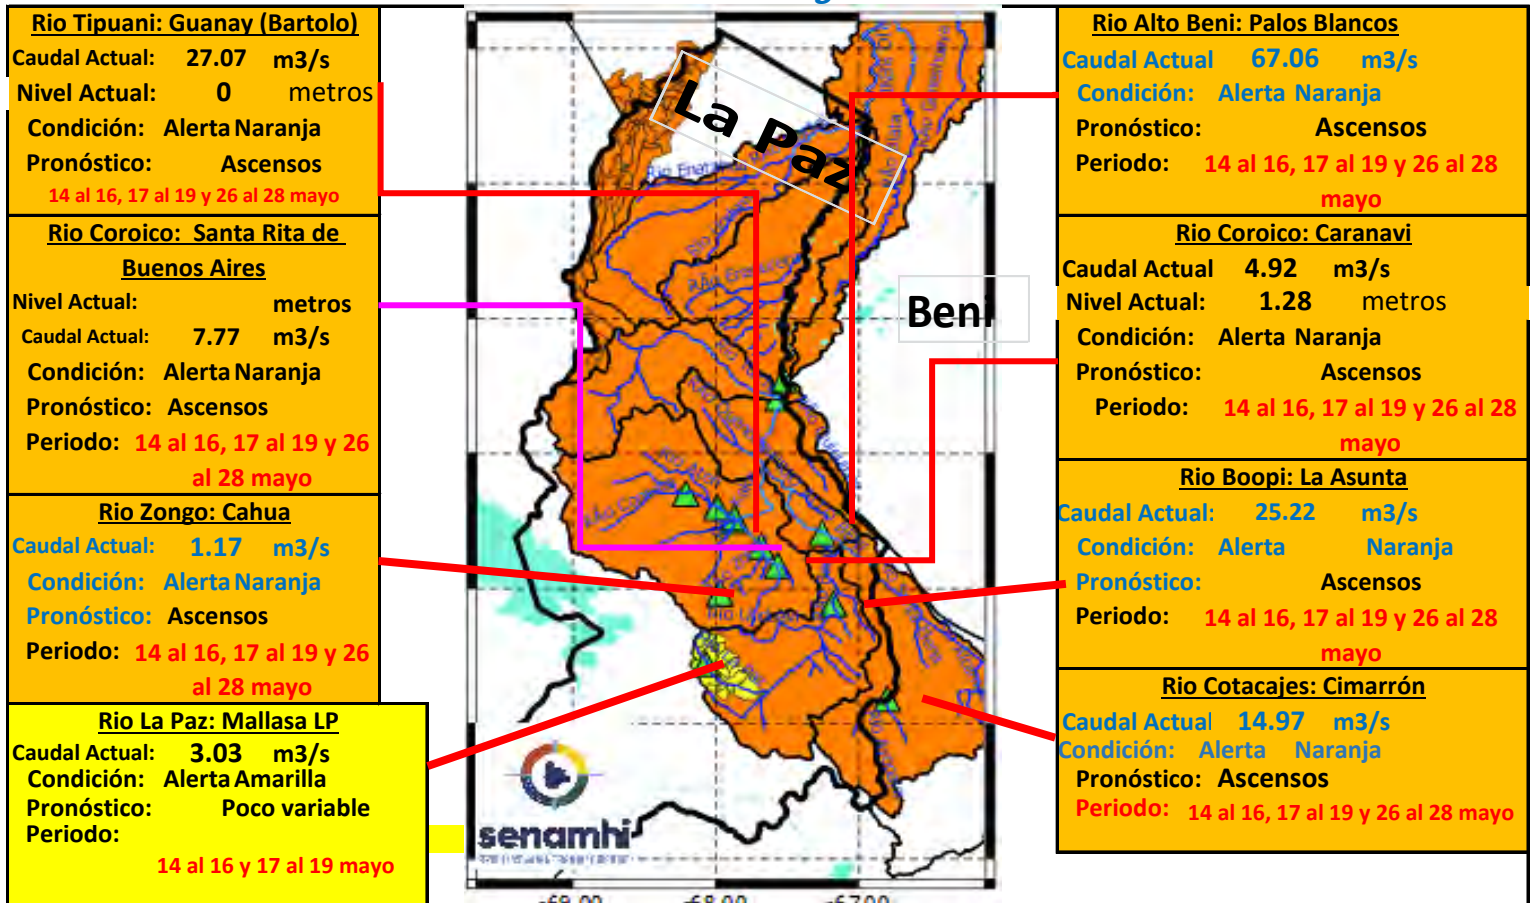 Rio Tipuani: Guanay (Bartolo)
Caudal Actual: 27.07 m3/s
Nivel Actual: 0 metros
Condición: Alerta Naranja
Pronóstico: Ascensos
14 al 16, 17 al 19 y 26 al 28 mayo
Rio Coroico: Santa Rita de
Buenos Aires
Nivel Actual: metros
Caudal Actual: 7.77 m3/s
Condición: Alerta Naranja
Pronóstico: Ascensos
Periodo: 14 al 16, 17 al 19 y 26
al 28 mayo
Rio Zongo: Cahua
Caudal Actual: 1.17 m3/s
Condición: Alerta Naranja
Pronóstico: Ascensos
Periodo: 14 al 16, 17 al 19 y 26
al 28 mayo
Rio La Paz: Mallasa LP
Caudal Actual: 3.03 m3/s
Condición: Alerta Amarilla
Pronóstico: Poco variable
Periodo:
14 al 16 y 17 al 19 mayo
La Paz
Beni
senamhi
-69.00 -68.00 -67.00
Rio Alto Beni: Palos Blancos
Caudal Actual 67.06 m3/s
Condición: Alerta Naranja
Pronóstico: Ascensos
Periodo: 14 al 16, 17 al 19 y 26 al 28
mayo
Rio Coroico: Caranavi
Caudal Actual 4.92 m3/s
Nivel Actual: 1.28 metros
Condición: Alerta Naranja
Pronóstico: Ascensos
Periodo: 14 al 16, 17 al 19 y 26 al 28
mayo
Rio Boopi: La Asunta
Caudal Actual: 25.22 m3/s
Condición: Alerta Naranja
Pronóstico: Ascensos
Periodo: 14 al 16, 17 al 19 y 26 al 28
mayo
Rio Cotacajes: Cimarrón
Caudal Actual 14.97 m3/s
Condición: Alerta Naranja
Pronóstico: Ascensos
Periodo: 14 al 16, 17 al 19 y 26 al 28 mayo